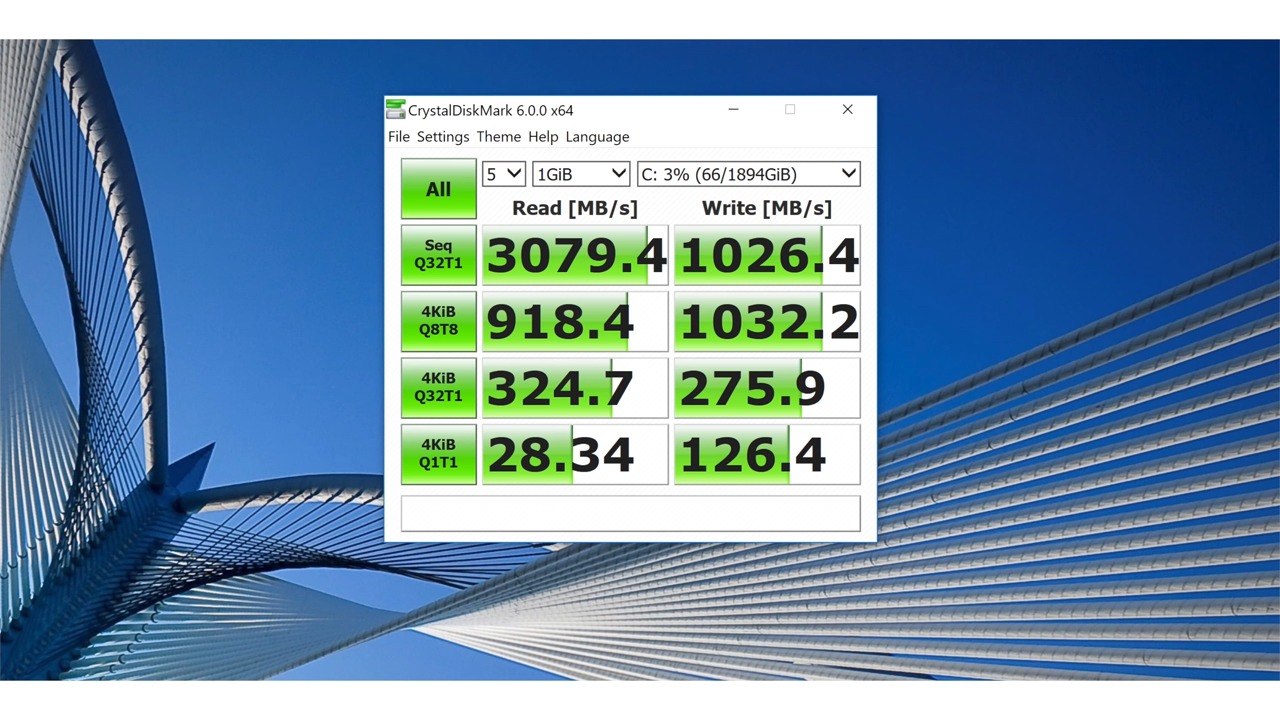 CrystalDiskMark 6.0.0 x64
File Settings Theme Help Language
All 5 1GiB C: 3% (66/1894GiB)
Read [MB/s] Write [MB/s]
Seq
Q32T1 3079.4 1026.4
4KiB
Q8T8 918.4 1032.2
4KiB
Q32T1 324.7 275.9
4KiB
Q1T1 28.34 126.4